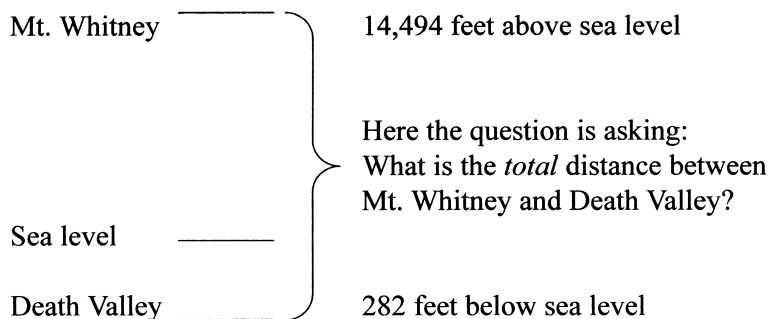 Mt. Whitney
14,494 feet above sea level
Here the question is asking:
What is the total distance between
Mt. Whitney and Death Valley?
Sea level
Death Valley
282 feet below sea level